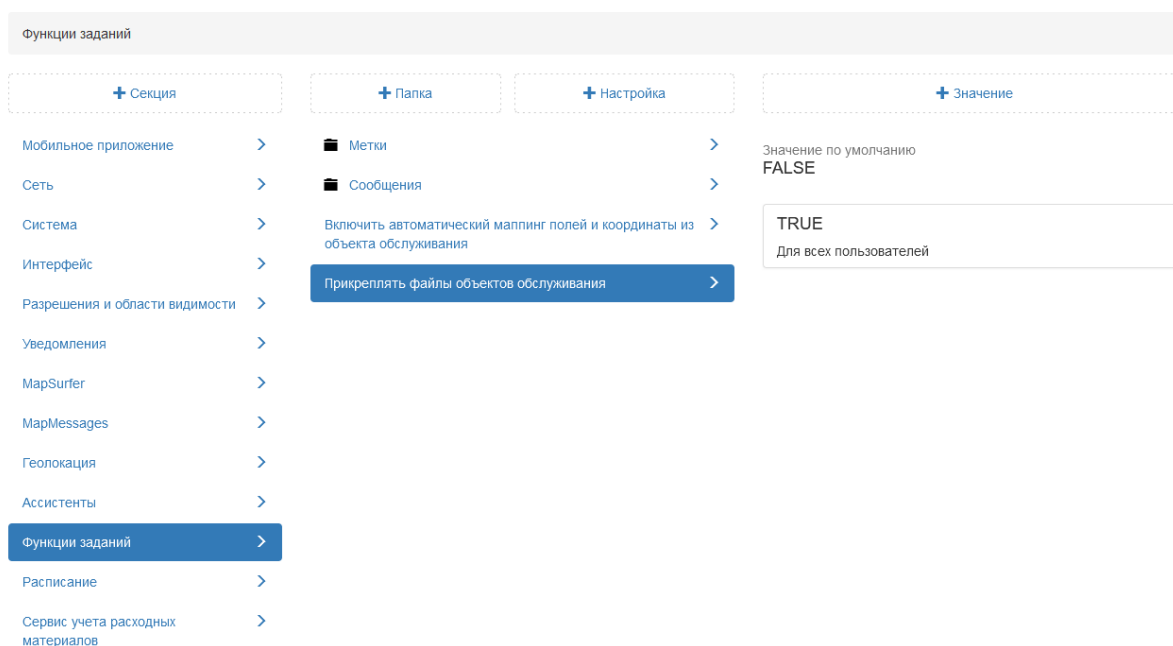 Функции заданий
Секция
Мобильное приложение
Сеть
Система
Интерфейс
Разрешения и области видимости
Уведомления
MapSurfer
MapMessages
Геолокация
Ассистенты
Функции заданий
Расписание
Сервис учета расходных
материалов
Папка
Настройка
Метки
Сообщения
Включить автоматический маппинг полей и координаты из
объекта обслуживания
Прикреплять файлы объектов обслуживания
Значение
Значение по умолчанию
FALSE
TRUE
Для всех пользователей